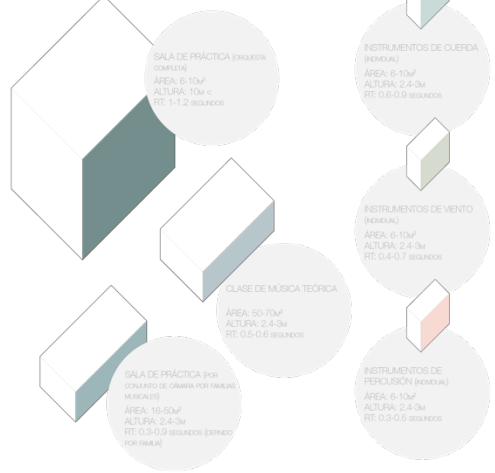 SALA DE PRÁCTICA (ORQUESTA
COMPLETA)
ÁREA: 6-10M²
ALTURA: 10M <
RT: 1-1.2 SEGUNDOS
CLASE DE MÚSICA TEÓRICA
ÁREA: 50-70M²
ALTURA: 2.4-3M
RT: 0.5-0.6 SEGUNDOS
SALA DE PRÁCTICA (POR
CONJUNTO DE CÁMARA POR FAMILIAS
MUSICALES)
ÁREA: 16-50M²
ALTURA: 2.4-3M
RT: 0.3-0.9 SEGUNDOS (DEPENDO
POR FAMILIA)
INSTRUMENTOS DE CUERDA
(INDIVIDUAL)
ÁREA: 6-10M²
ALTURA: 2.4-3M
RT: 0.6-0.9 SEGUNDOS
INSTRUMENTOS DE VIENTO
(INDIVIDUAL)
ÁREA: 6-10M²
ALTURA: 2.4-3M
RT: 0.4-0.7 SEGUNDOS
INSTRUMENTOS DE
PERCUSIÓN (INDIVIDUAL)
ÁREA: 6-10M²
ALTURA: 2.4-3M
RT: 0.3-0.5 SEGUNDOS